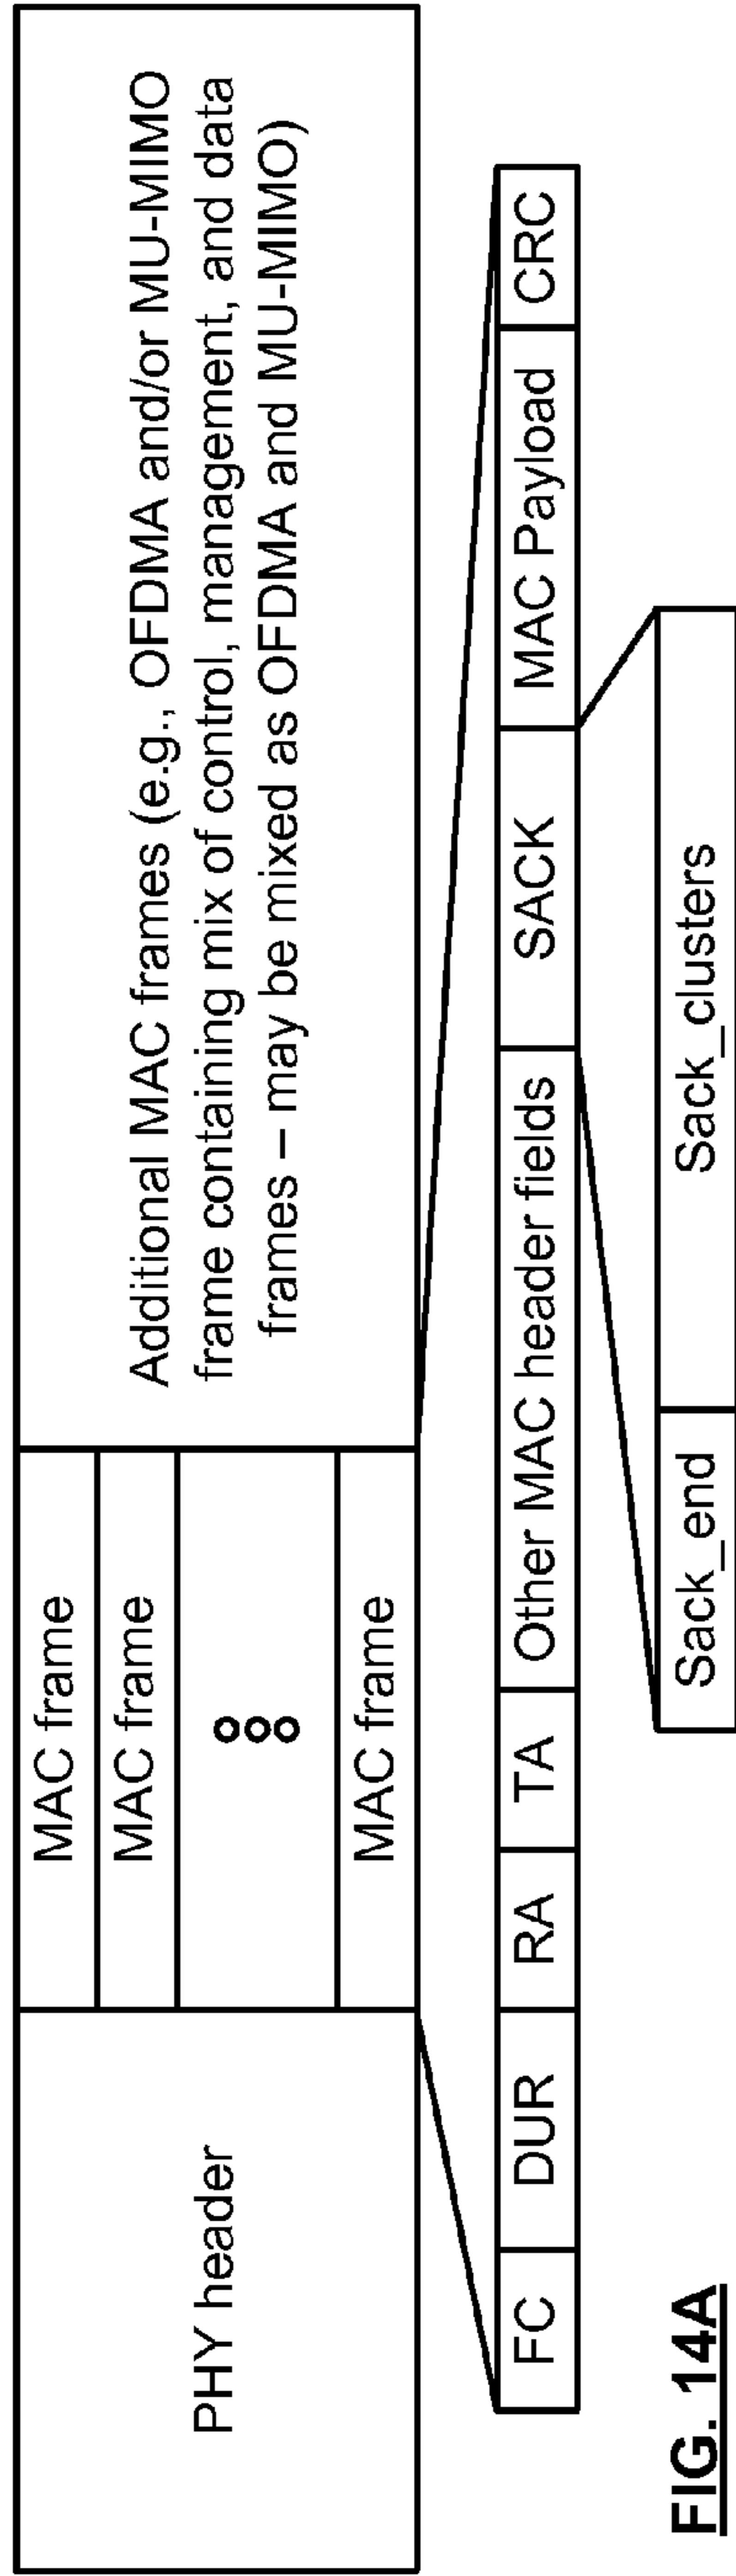 PHY header
MAC frame
MAC frame
MAC frame
Additional MAC frames (e.g., OFDMA and/or MU-MIMO
frame containing mix of control, management, and data
frames – may be mixed as OFDMA and MU-MIMO)
FC
DUR
RA
TA
Other MAC header fields
SACK
MAC Payload
CRC
Sack_end
Sack_clusters
FIG. 14A